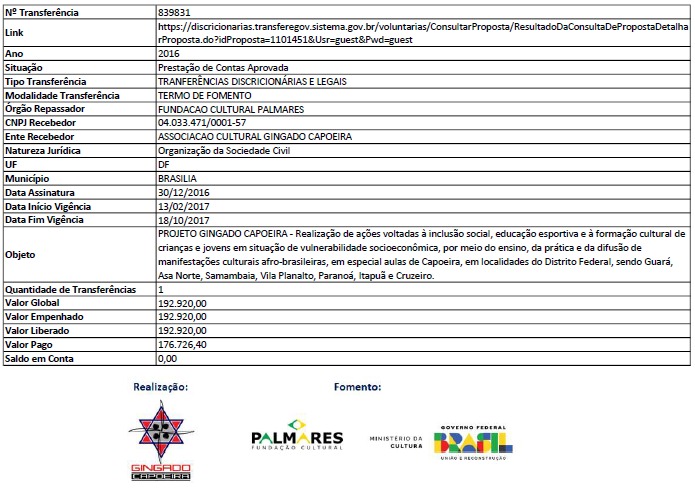 Nº Transferência 839831
Link https://discricionarias.transferegov.sistema.gov.br/voluntarias/ConsultarProposta/ResultadoDaConsultaDePropostaDetalha
rProposta.do?idProposta=1101451&Usr=guest&Pwd=guest
Ano 2016
Situação Prestação de Contas Aprovada
Tipo Transferência TRANFERÊNCIAS DISCRICIONÁRIAS E LEGAIS
Modalidade Transferência TERMO DE FOMENTO
Órgão Repassador FUNDACAO CULTURAL PALMARES
CNPJ Recebedor 04.033.471/0001-57
Ente Recebedor ASSOCIACAO CULTURAL GINGADO CAPOEIRA
Natureza Jurídica Organização da Sociedade Civil
UF DF
Município BRASILIA
Data Assinatura 30/12/2016
Data Início Vigência 13/02/2017
Data Fim Vigência 18/10/2017
Objeto PROJETO GINGADO CAPOEIRA - Realização de ações voltadas à inclusão social, educação esportiva e à formação cultural de
crianças e jovens em situação de vulnerabilidade socioeconômica, por meio do ensino, da prática e da difusão de
manifestações culturais afro-brasileiras, em especial aulas de Capoeira, em localidades do Distrito Federal, sendo Guará,
Asa Norte, Samambaia, Vila Planalto, Paranoá, Itapuã e Cruzeiro.
Quantidade de Transferências 1
Valor Global 192.920,00
Valor Empenhado 192.920,00
Valor Liberado 192.920,00
Valor Pago 176.726,40
Saldo em Conta 0,00
Realização: Fomento:
GINGADO
CAPOEIRA
PALMARES
FUNDAÇÃO CULTURAL
MINISTÉRIO DA
CULTURA
GOVERNO FEDERAL
BRASIL
UNIÃO E RECONSTRUÇÃO